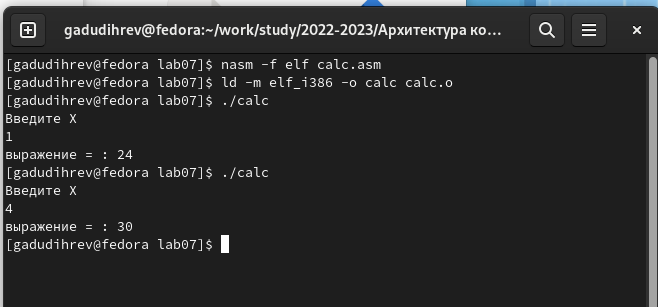 gadudihrev@fedora:~/work/study/2022-2023/Архитектура ко...
[gadudihrev@fedora lab07]$ nasm -f elf calc.asm
[gadudihrev@fedora lab07]$ ld -m elf_i386 -o calc calc.o
[gadudihrev@fedora lab07]$ ./calc
Введите X
1
выражение = : 24
[gadudihrev@fedora lab07]$ ./calc
Введите X
4
выражение = : 30
[gadudihrev@fedora lab07]$